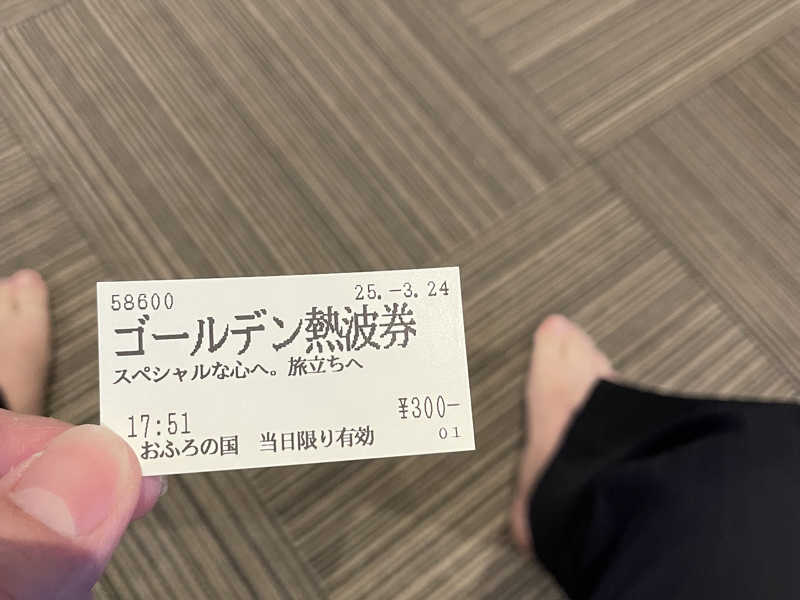 58600 25.-3.24
ゴールデン熱波券
スペシャルな心へ。旅立ちへ
17:51 ¥300-
おふろの国 当日限り有効 01